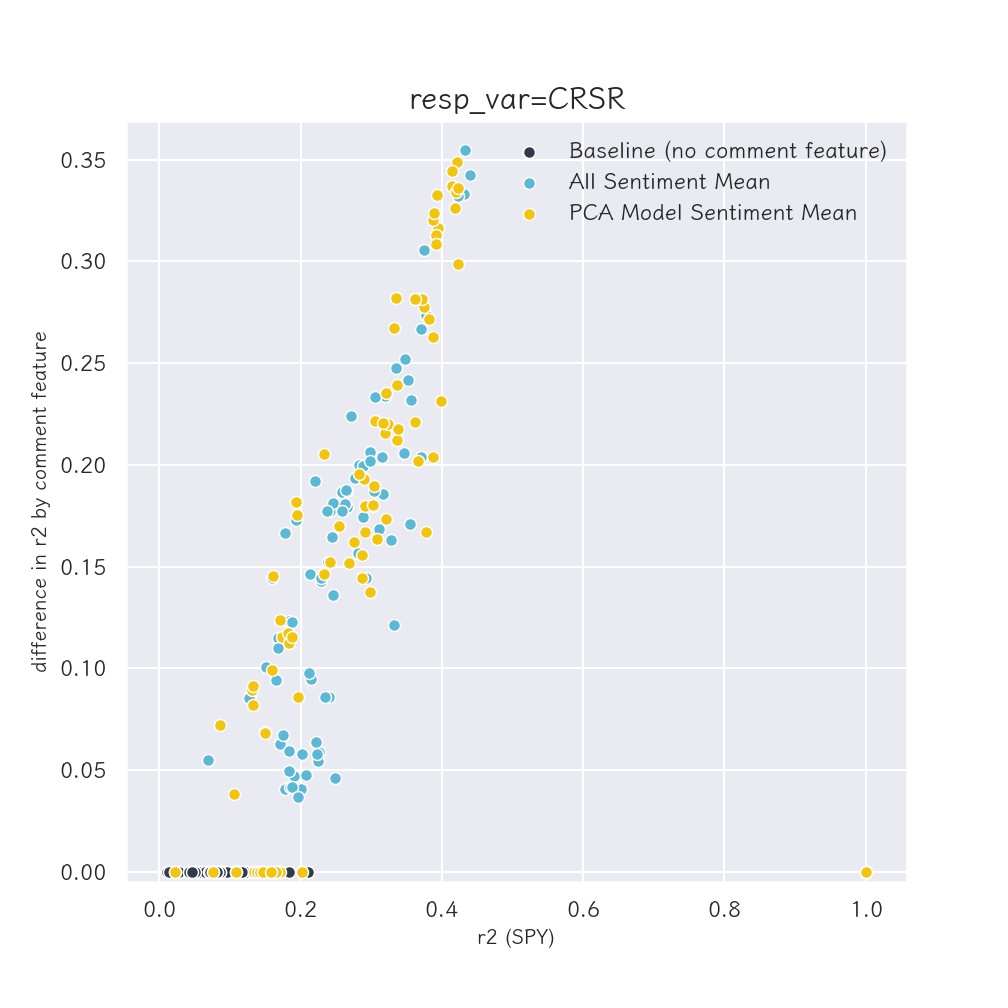 resp_var=CRSR
Baseline (no comment feature)
All Sentiment Mean
PCA Model Sentiment Mean
difference in r2 by comment feature
0.35
0.30
0.25
0.20
0.15
0.10
0.05
0.00
0.0 0.2 0.4 0.6 0.8 1.0
r2 (SPY)